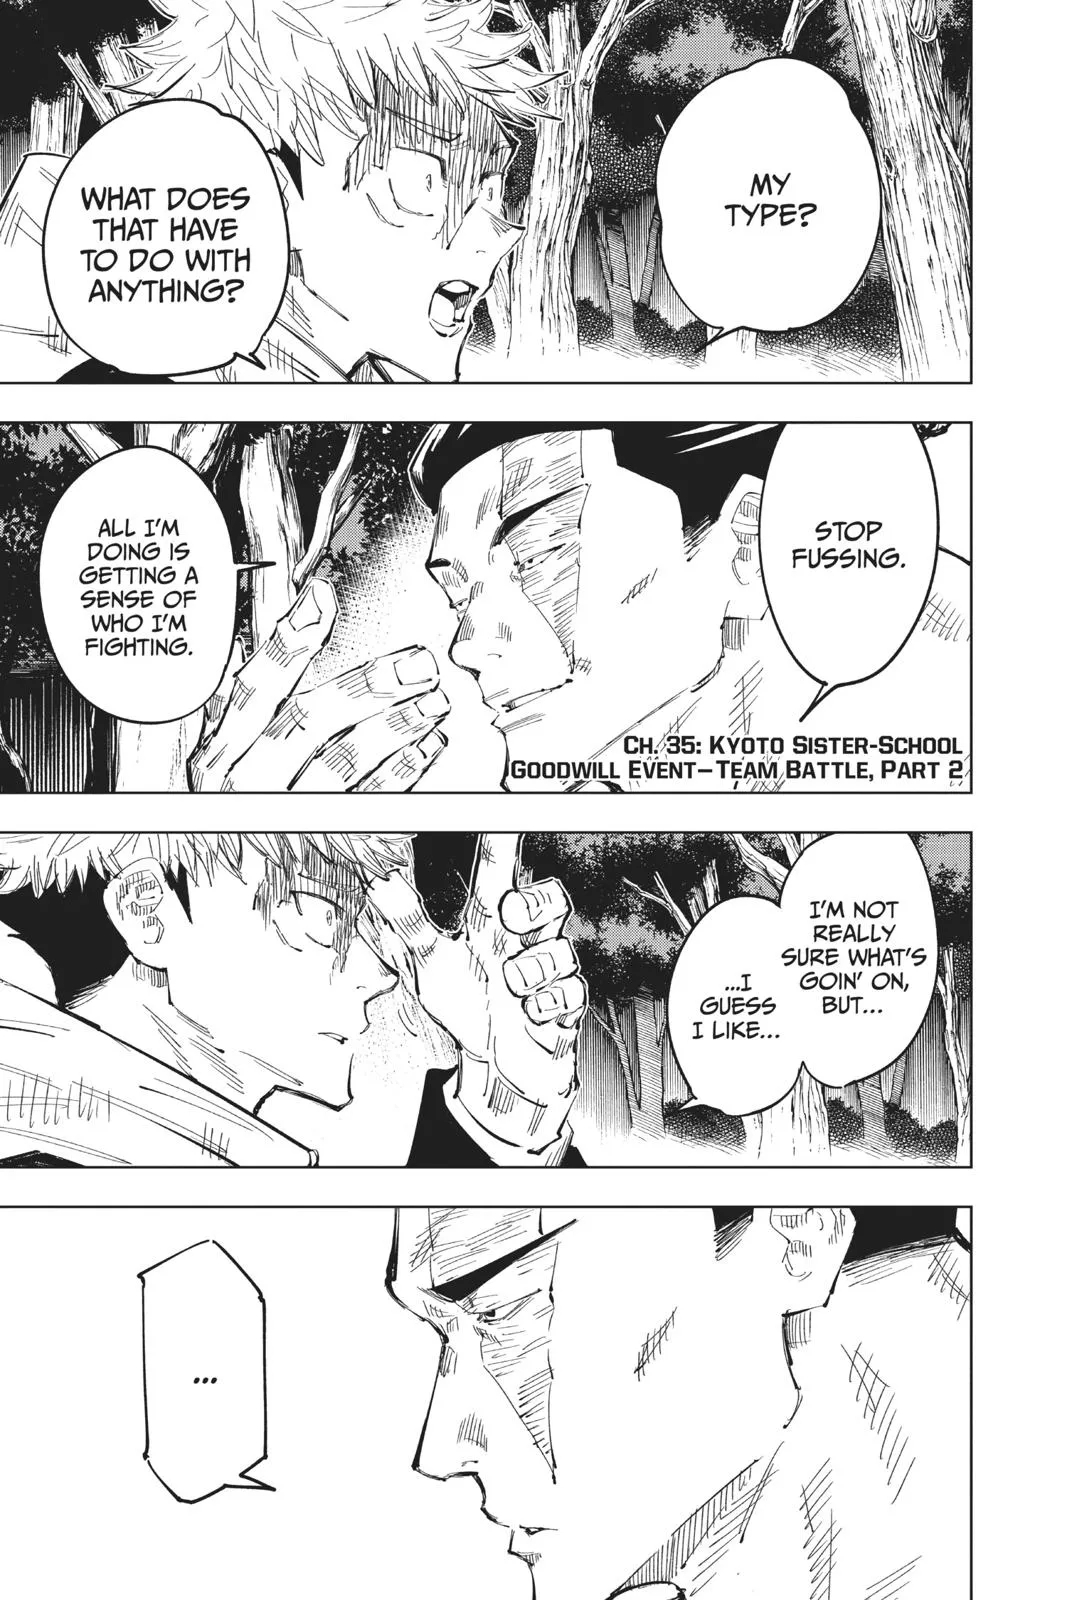 MY
TYPE?
WHAT DOES
THAT HAVE
TO DO WITH
ANYTHING?
STOP
FUSSING.
ALL I'M
DOING IS
GETTING A
SENSE OF
WHO I'M
FIGHTING.
CH. 35: KYOTO SISTER-SCHOOL
GOODWILL EVENT–TEAM BATTLE, PART 2
I'M NOT
REALLY
SURE WHAT'S
GOIN' ON,
BUT...
...I
GUESS
I LIKE...
...